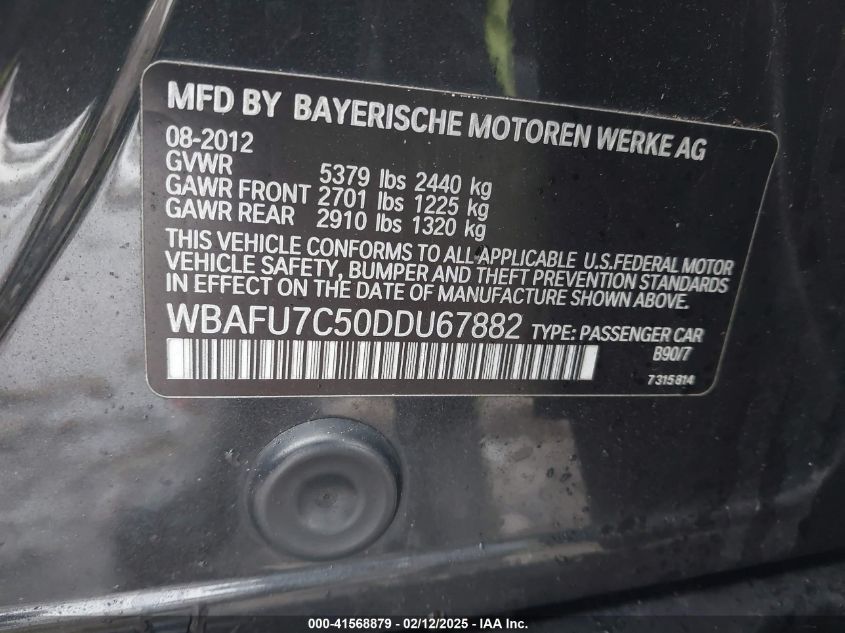 MFD BY BAYERISCHE MOTOREN WERKE AG
08-2012
GVWR 5379 lbs 2440 kg
GAWR FRONT 2701 lbs 1225 kg
GAWR REAR 2910 lbs 1320 kg
THIS VEHICLE CONFORMS TO ALL APPLICABLE U.S.FEDERAL MOTOR
VEHICLE SAFETY, BUMPER AND THEFT PREVENTION STANDARDS
IN EFFECT ON THE DATE OF MANUFACTURE SHOWN ABOVE.
WBAFU7C50DDU67882 TYPE: PASSENGER CAR
B90/7
7315814
000-41568879 - 02/12/2025 - IAA Inc.